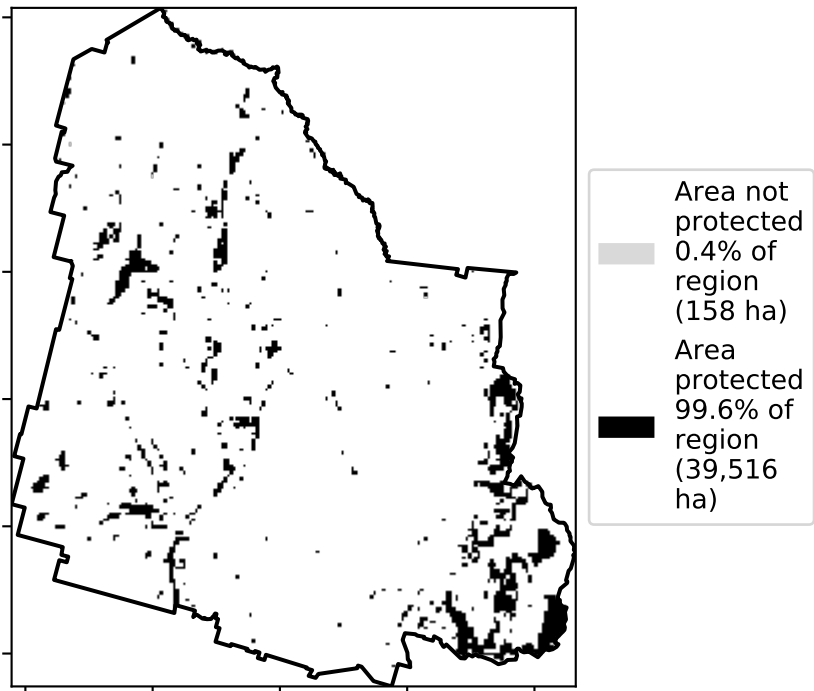 Area not
protected
0.4% of
region
(158 ha)
Area
protected
99.6% of
region
(39,516
ha)